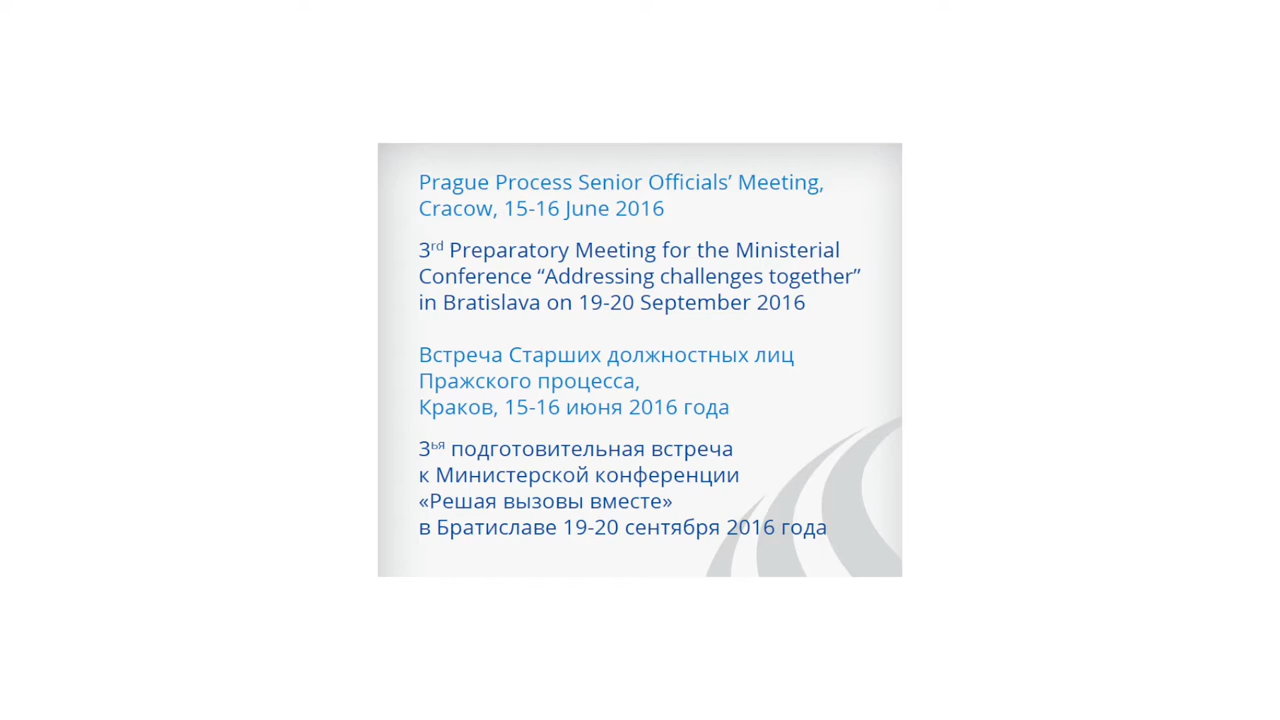 Prague Process Senior Officials’ Meeting,
Cracow, 15-16 June 2016
3rd Preparatory Meeting for the Ministerial
Conference “Addressing challenges together”
in Bratislava on 19-20 September 2016
Встреча Старших должностных лиц
Пражского процесса,
Краков, 15-16 июня 2016 года
3ья подготовительная встреча
к Министерской конференции
«Решая вызовы вместе»
в Братиславе 19-20 сентября 2016 года